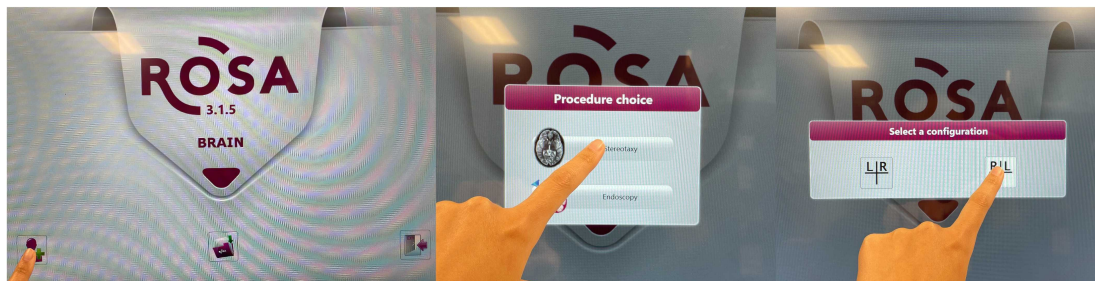 ROSA
3.1.5
BRAIN
ROSA
Procedure choice
Stereotaxy
Endoscopy
ROSA
Select a configuration
L R
R L